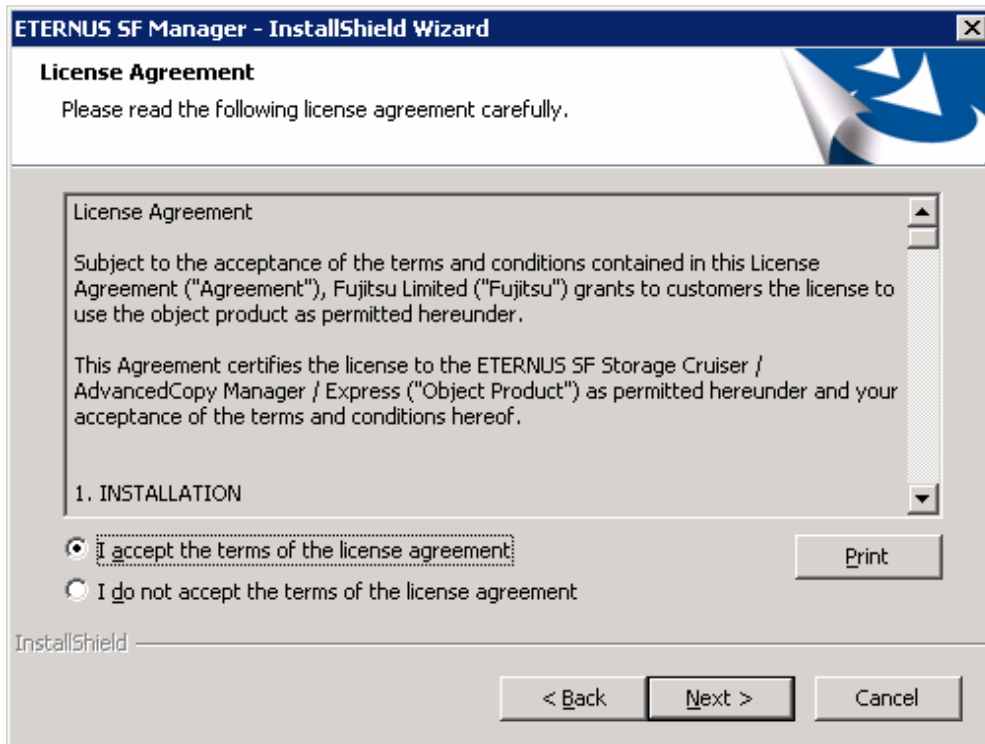 ETERNUS SF Manager - InstallShield Wizard
License Agreement
Please read the following license agreement carefully.
License Agreement
Subject to the acceptance of the terms and conditions contained in this License
Agreement ("Agreement"), Fujitsu Limited ("Fujitsu") grants to customers the license to
use the object product as permitted hereunder.
This Agreement certifies the license to the ETERNUS SF Storage Cruiser /
AdvancedCopy Manager / Express ("Object Product") as permitted hereunder and your
acceptance of the terms and conditions hereof.
1. INSTALLATION
I accept the terms of the license agreement
Print
I do not accept the terms of the license agreement
InstallShield
< Back
Next >
Cancel